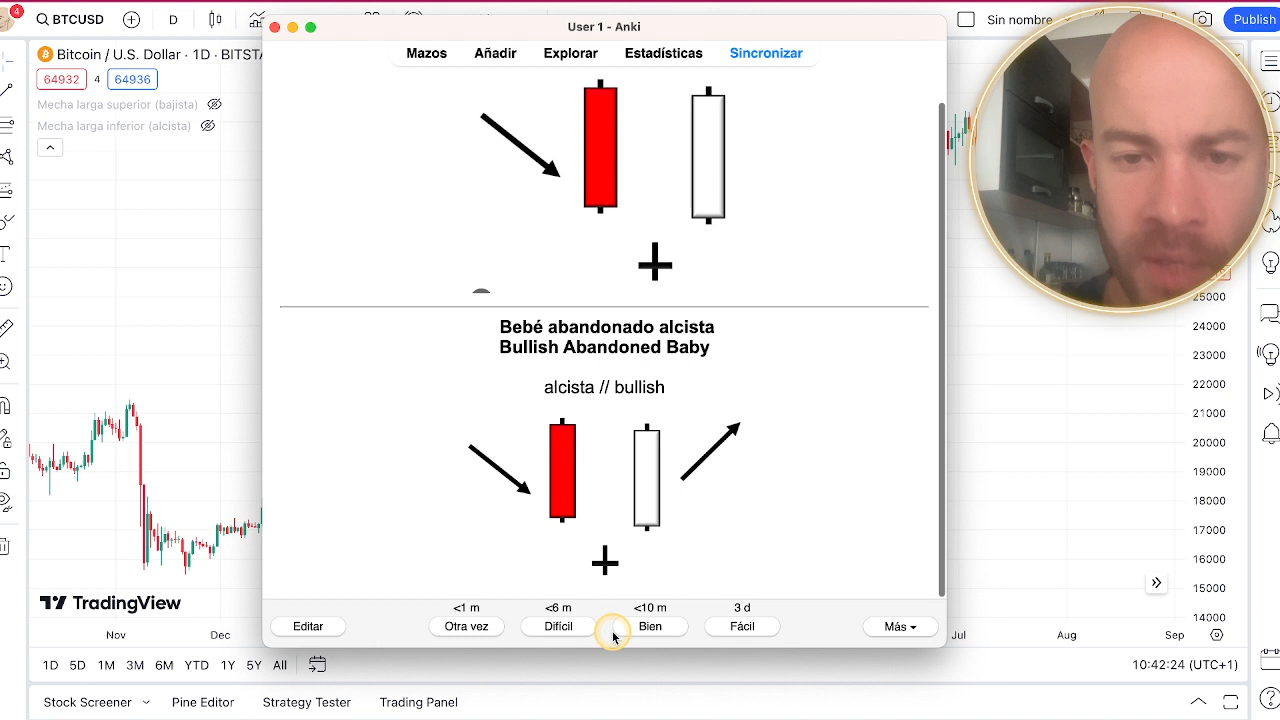 4
BTCUSD
D
User 1 - Anki
Sin nombre
Publish
Bitcoin / U.S. Dollar · 1D · BITSTA
Mazos
Añadir
Explorar
Estadísticas
Sincronizar
64932
4
64936
Mecha larga superior (bajista)
Mecha larga inferior (alcista)
Bebé abandonado alcista
Bullish Abandoned Baby
alcista // bullish
25000
24000
23000
22000
21000
20000
19000
18000
17000
16000
15000
14000
TradingView
Nov
Dec
Jul
Aug
Sep
<1 m
<6 m
<10 m
3 d
Editar
Otra vez
Difícil
Bien
Fácil
Más
1D
5D
1M
3M
6M
YTD
1Y
5Y
All
10:42:24 (UTC+1)
Stock Screener
Pine Editor
Strategy Tester
Trading Panel